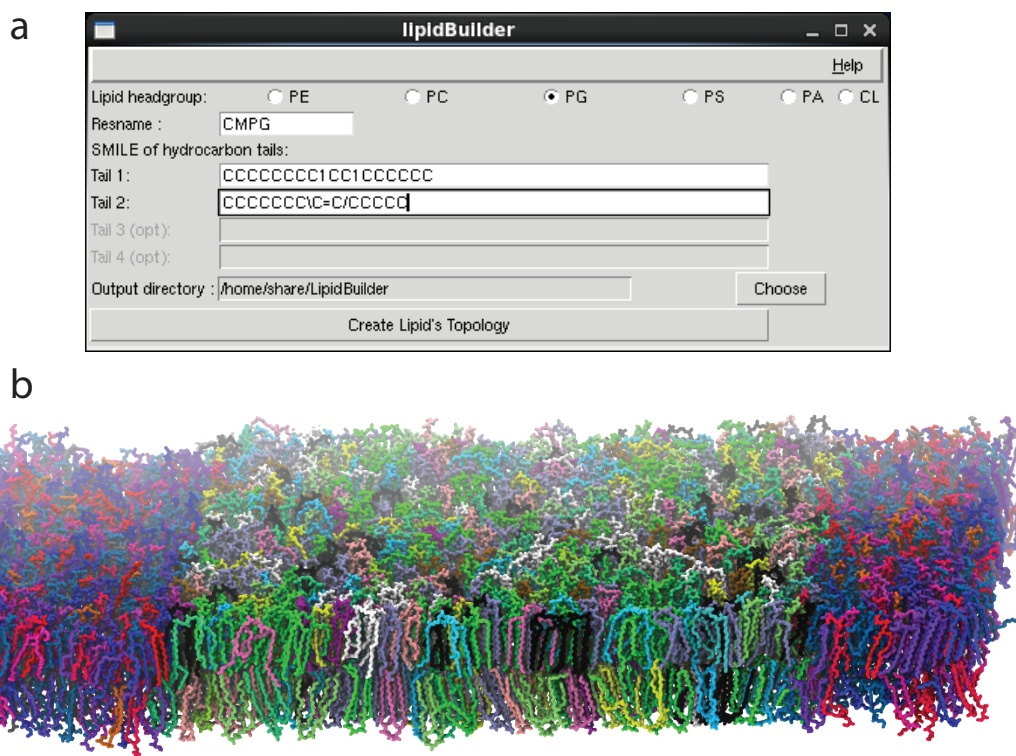 a
lipidBuilder
Help
Lipid headgroup: PE PC PG PS PA CL
Resname : CMPG
SMILE of hydrocarbon tails:
Tail 1: CCCCCCCC1CC1CCCCCC
Tail 2: CCCCCCC\C=C/CCCCC
Tail 3 (opt):
Tail 4 (opt):
Output directory : /home/share/LipidBuilder Choose
Create Lipid's Topology
b